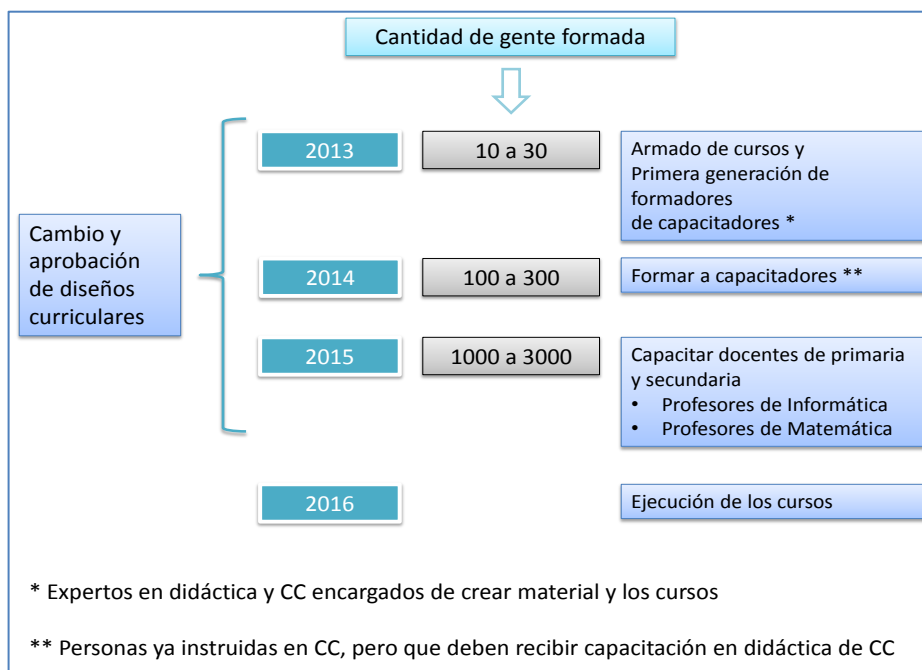 Cantidad de gente formada
Cambio y
aprobación
de diseños
curriculares
2013
10 a 30
Armado de cursos y
Primera generación de
formadores
de capacitadores *
2014
100 a 300
Formar a capacitadores **
2015
1000 a 3000
Capacitar docentes de primaria
y secundaria
• Profesores de Informática
• Profesores de Matemática
2016
Ejecución de los cursos
* Expertos en didáctica y CC encargados de crear material y los cursos
** Personas ya instruidas en CC, pero que deben recibir capacitación en didáctica de CC